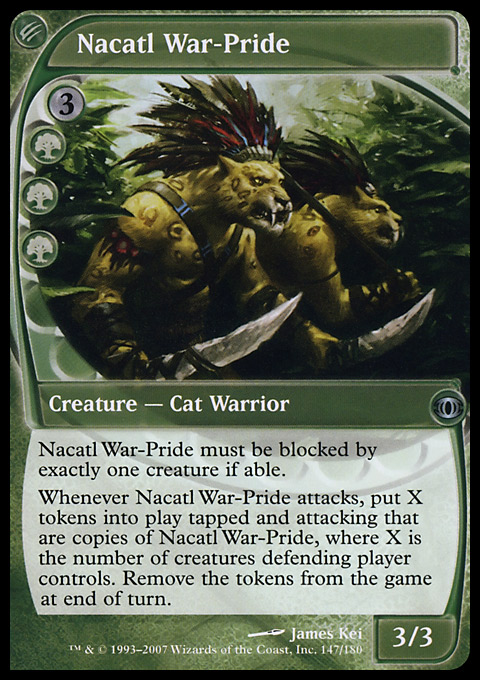 Nacatl War-Pride
3
Creature — Cat Warrior
Nacatl War-Pride must be blocked by
exactly one creature if able.
Whenever Nacatl War-Pride attacks, put X
tokens into play tapped and attacking that
are copies of Nacatl War-Pride, where X is
the number of creatures defending player
controls. Remove the tokens from the game
at end of turn.
James Kei
3/3
™ & © 1993–2007 Wizards of the Coast, Inc. 147/180